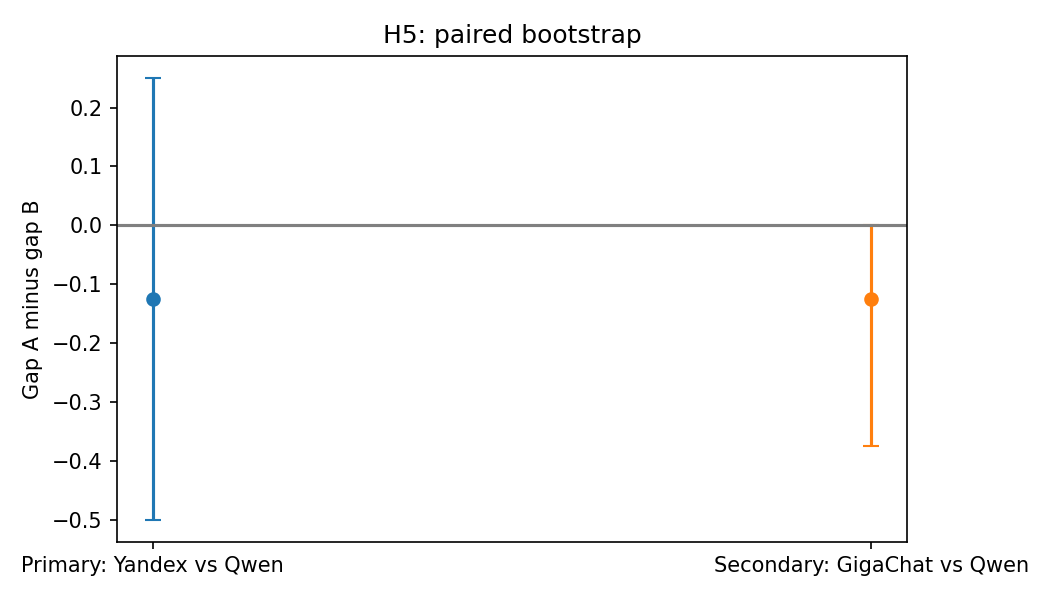 H5: paired bootstrap
Gap A minus gap B
0.2
0.1
0.0
−0.1
−0.2
−0.3
−0.4
−0.5
Primary: Yandex vs Qwen
Secondary: GigaChat vs Qwen